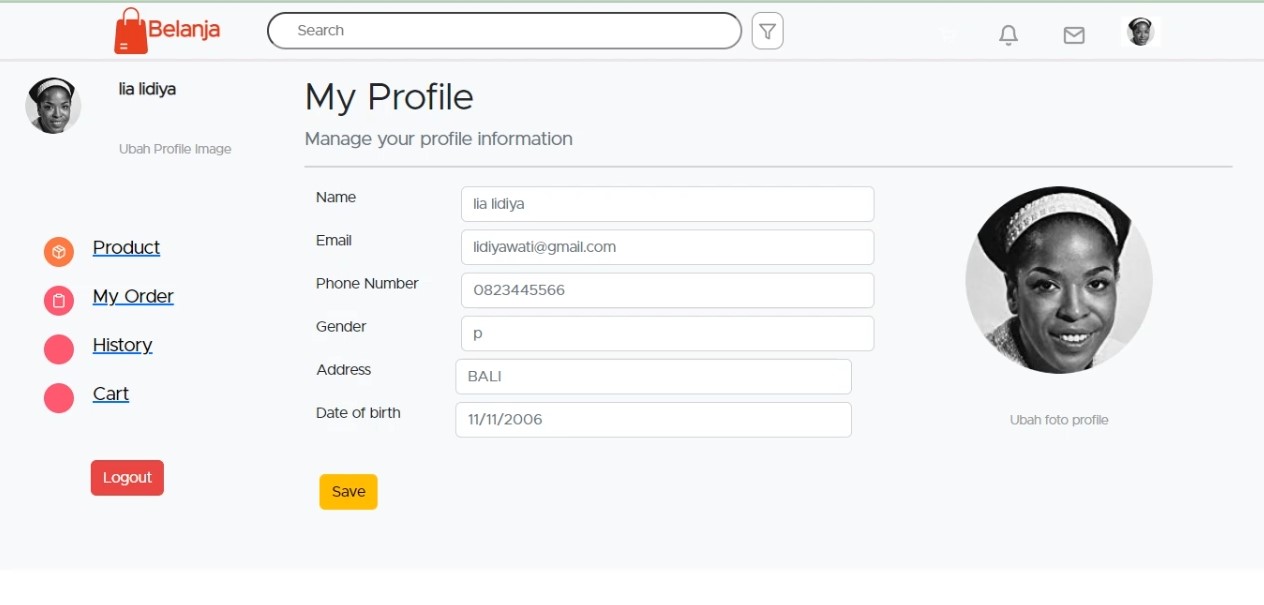 Belanja
Search
lia lidiya
Ubah Profile Image
Product
My Order
History
Cart
Logout
My Profile
Manage your profile information
Name lia lidiya
Email lidiyawati@gmail.com
Phone Number 0823445566
Gender p
Address BALI
Date of birth 11/11/2006
Save
Ubah foto profile